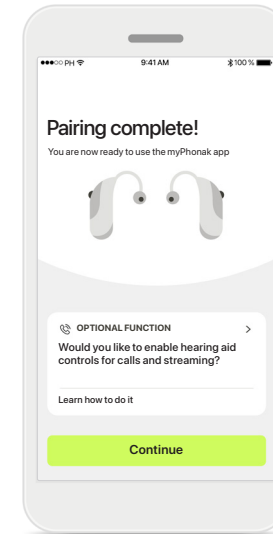 ●●●○○ PH 9:41 AM 100 %
Pairing complete!
You are now ready to use the myPhonak app
OPTIONAL FUNCTION
Would you like to enable hearing aid
controls for calls and streaming?
Learn how to do it
Continue